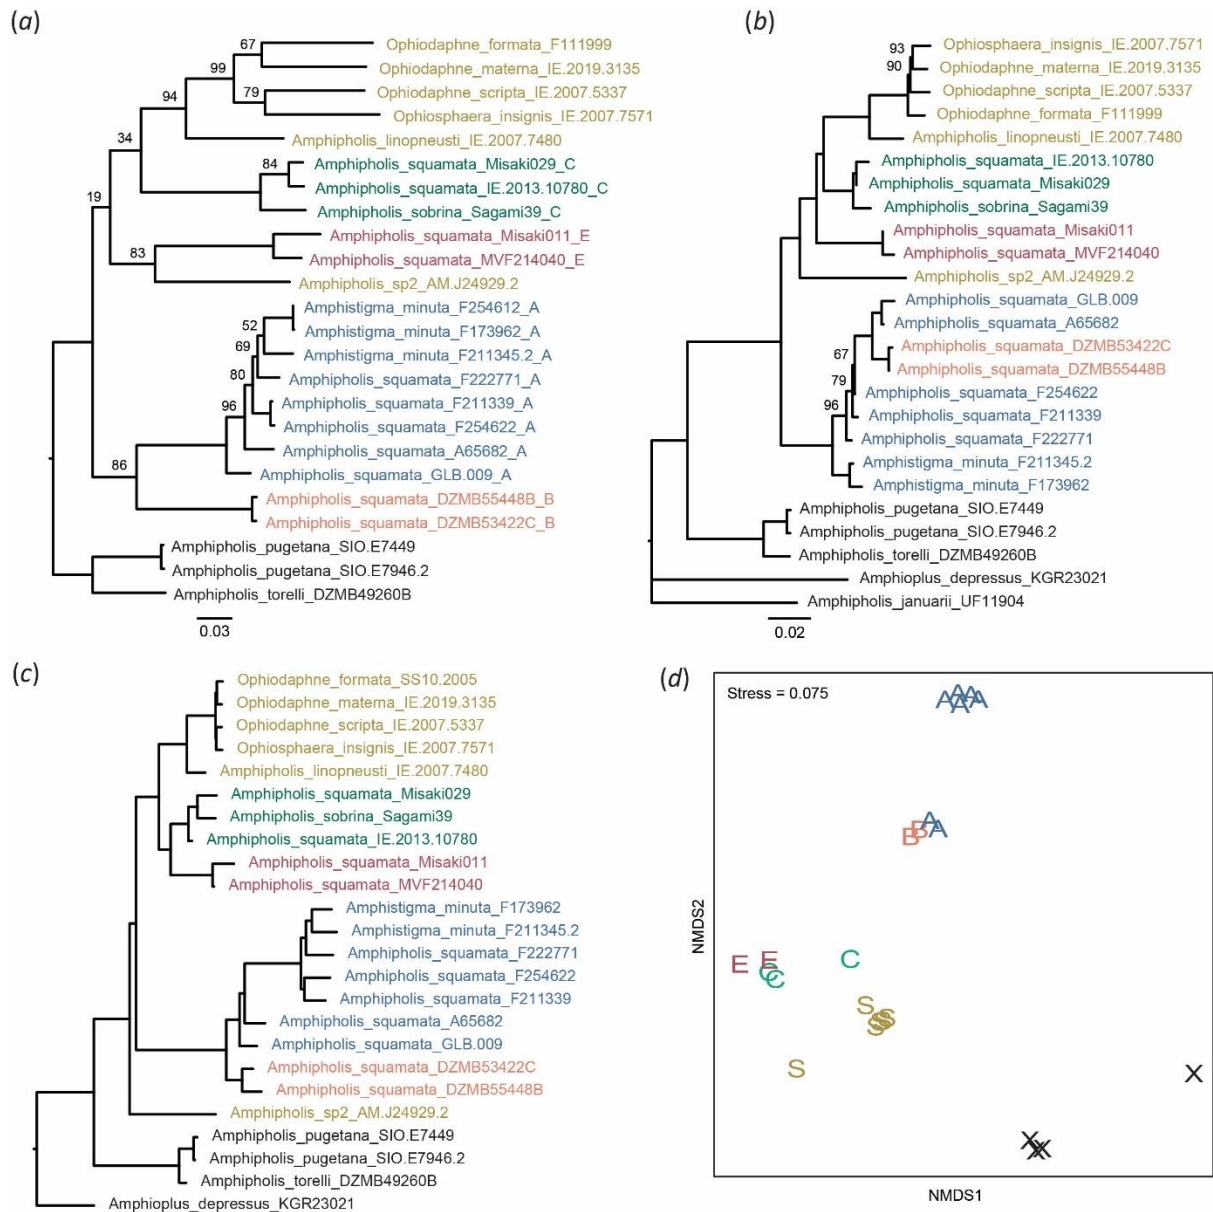 (a)
67
Ophiodaphne_formata_F111999
99
Ophiodaphne_materna_IE.2019.3135
94
79
Ophiodaphne_scripta_IE.2007.5337
Ophiosphaera_insignis_IE.2007.7571
34
Amphipholis_linopneusti_IE.2007.7480
84
Amphipholis_squamata_Misaki029_C
Amphipholis_squamata_IE.2013.10780_C
19
Amphipholis_sobrina_Sagami39_C
Amphipholis_squamata_Misaki011_E
83
Amphipholis_squamata_MVF214040_E
Amphipholis_sp2_AM.J24929.2
Amphistigma_minuta_F254612_A
52
Amphistigma_minuta_F173962_A
69
Amphistigma_minuta_F211345.2_A
80
Amphipholis_squamata_F222771_A
Amphipholis_squamata_F211339_A
96
Amphipholis_squamata_F254622_A
Amphipholis_squamata_A65682_A
86
Amphipholis_squamata_GLB.009_A
Amphipholis_squamata_DZMB55448B_B
Amphipholis_squamata_DZMB53422C_B
Amphipholis_pugetana_SIO.E7449
Amphipholis_pugetana_SIO.E7946.2
Amphipholis_torelli_DZMB49260B
0.03
(b)
93
Ophiosphaera_insignis_IE.2007.7571
90
Ophiodaphne_materna_IE.2019.3135
Ophiodaphne_scripta_IE.2007.5337
Ophiodaphne_formata_F111999
Amphipholis_linopneusti_IE.2007.7480
Amphipholis_squamata_IE.2013.10780
Amphipholis_squamata_Misaki029
Amphipholis_sobrina_Sagami39
Amphipholis_squamata_Misaki011
Amphipholis_squamata_MVF214040
Amphipholis_sp2_AM.J24929.2
Amphipholis_squamata_GLB.009
Amphipholis_squamata_A65682
67
Amphipholis_squamata_DZMB53422C
79
Amphipholis_squamata_DZMB55448B
96
Amphipholis_squamata_F254622
Amphipholis_squamata_F211339
Amphipholis_squamata_F222771
Amphistigma_minuta_F211345.2
Amphistigma_minuta_F173962
Amphipholis_pugetana_SIO.E7449
Amphipholis_pugetana_SIO.E7946.2
Amphipholis_torelli_DZMB49260B
Amphioplus_depressus_KGR23021
Amphipholis_januarii_UF11904
0.02
(c)
Ophiodaphne_formata_SS10.2005
Ophiodaphne_materna_IE.2019.3135
Ophiodaphne_scripta_IE.2007.5337
Ophiosphaera_insignis_IE.2007.7571
Amphipholis_linopneusti_IE.2007.7480
Amphipholis_squamata_Misaki029
Amphipholis_sobrina_Sagami39
Amphipholis_squamata_IE.2013.10780
Amphipholis_squamata_Misaki011
Amphipholis_squamata_MVF214040
Amphistigma_minuta_F173962
Amphistigma_minuta_F211345.2
Amphipholis_squamata_F222771
Amphipholis_squamata_F254622
Amphipholis_squamata_F211339
Amphipholis_squamata_A65682
Amphipholis_squamata_GLB.009
Amphipholis_squamata_DZMB53422C
Amphipholis_squamata_DZMB55448B
Amphipholis_sp2_AM.J24929.2
Amphipholis_pugetana_SIO.E7449
Amphipholis_pugetana_SIO.E7946.2
Amphipholis_torelli_DZMB49260B
Amphioplus_depressus_KGR23021
(d)
Stress = 0.075
A A A A A
B B A A
E E C C C
S S S S
S
X
X X X
NMDS2
NMDS1